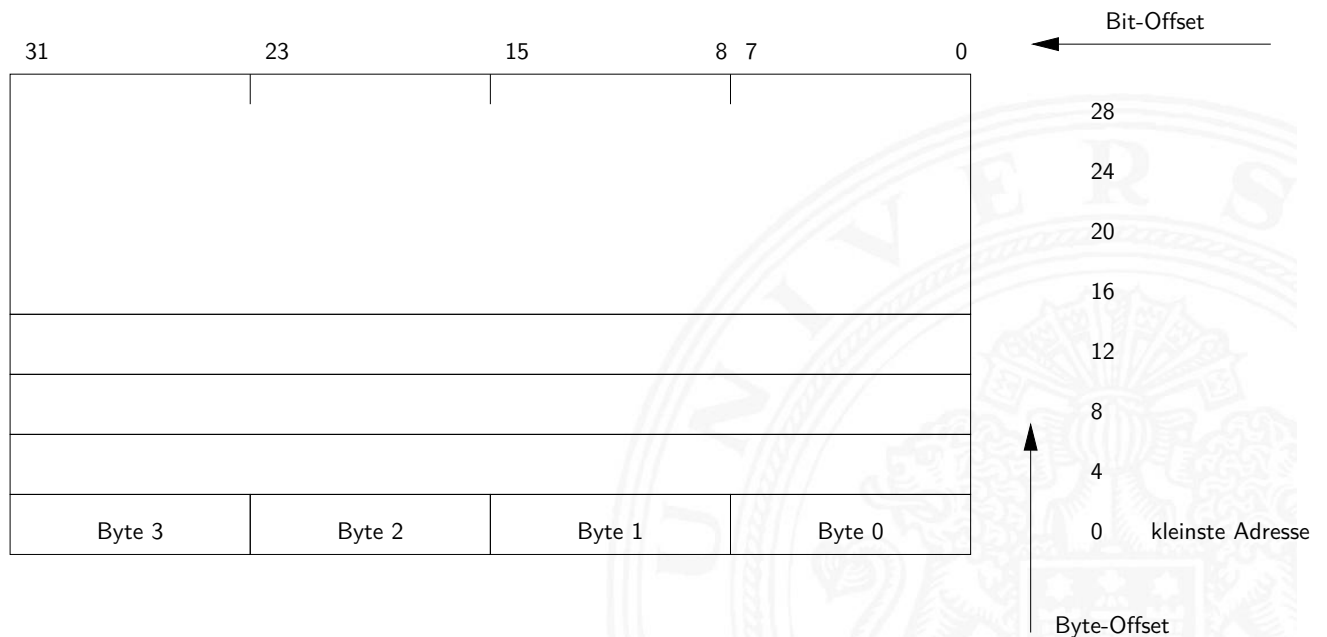 Bit-Offset
31 23 15 8 7 0
28
24
20
16
12
8
4
Byte 3 Byte 2 Byte 1 Byte 0 0 kleinste Adresse
Byte-Offset
UNIVERS